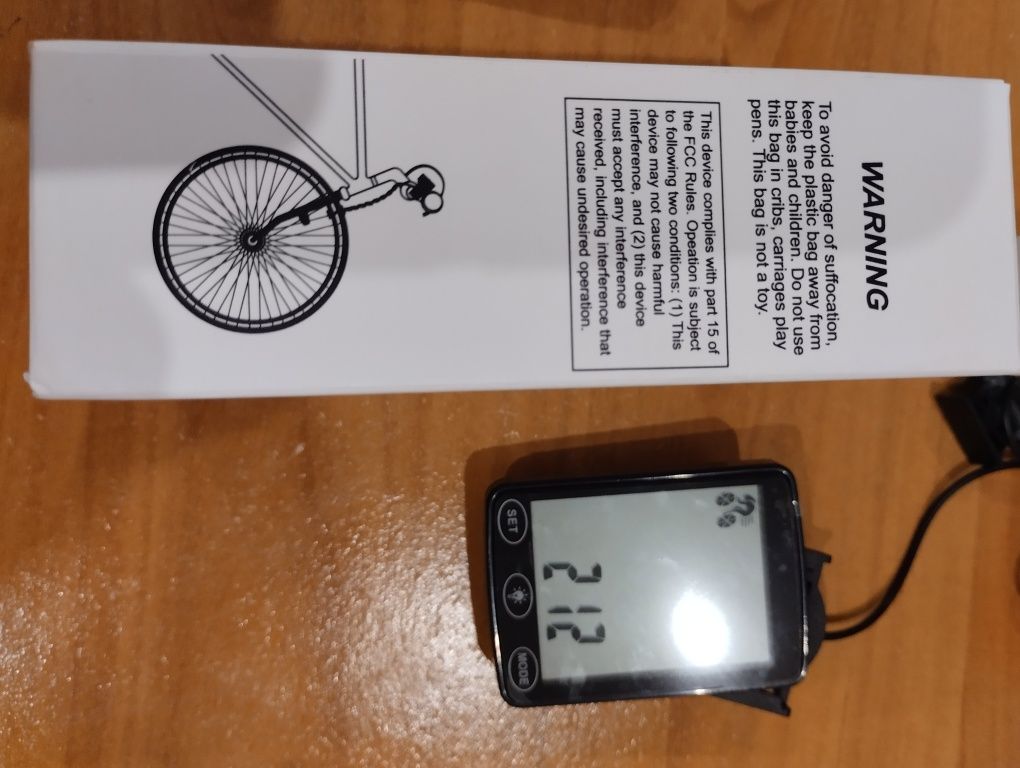 WARNING
To avoid danger of suffocation,
keep the plastic bag away from
babies and children. Do not use
this bag in cribs, carriages play
pens. This bag is not a toy.
This device complies with part 15 of
the FCC Rules. Opeation is subject
to following two conditions: (1) This
device may not cause harmful
interference, and (2) this device
must accept any interference
received, including interference that
may cause undesired operation.
212
SET
MODE